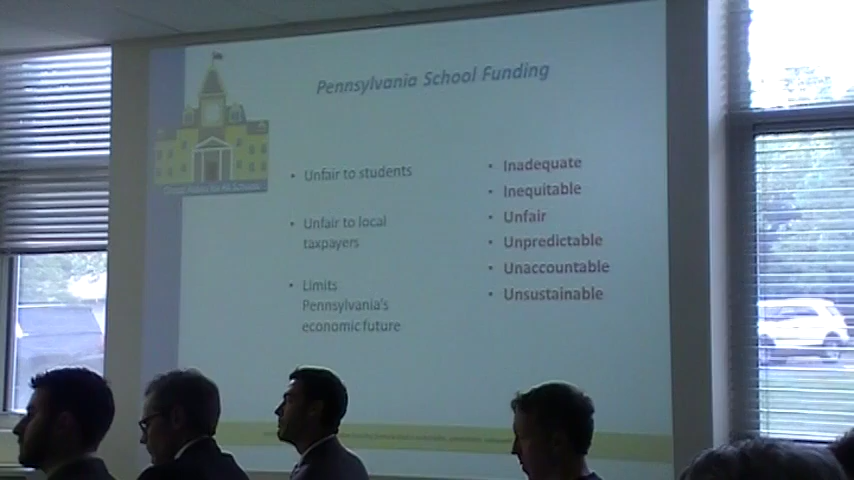 Pennsylvania School Funding
• Unfair to students
• Unfair to local
taxpayers
• Limits
Pennsylvania's
economic future
• Inadequate
• Inequitable
• Unfair
• Unpredictable
• Unaccountable
• Unsustainable